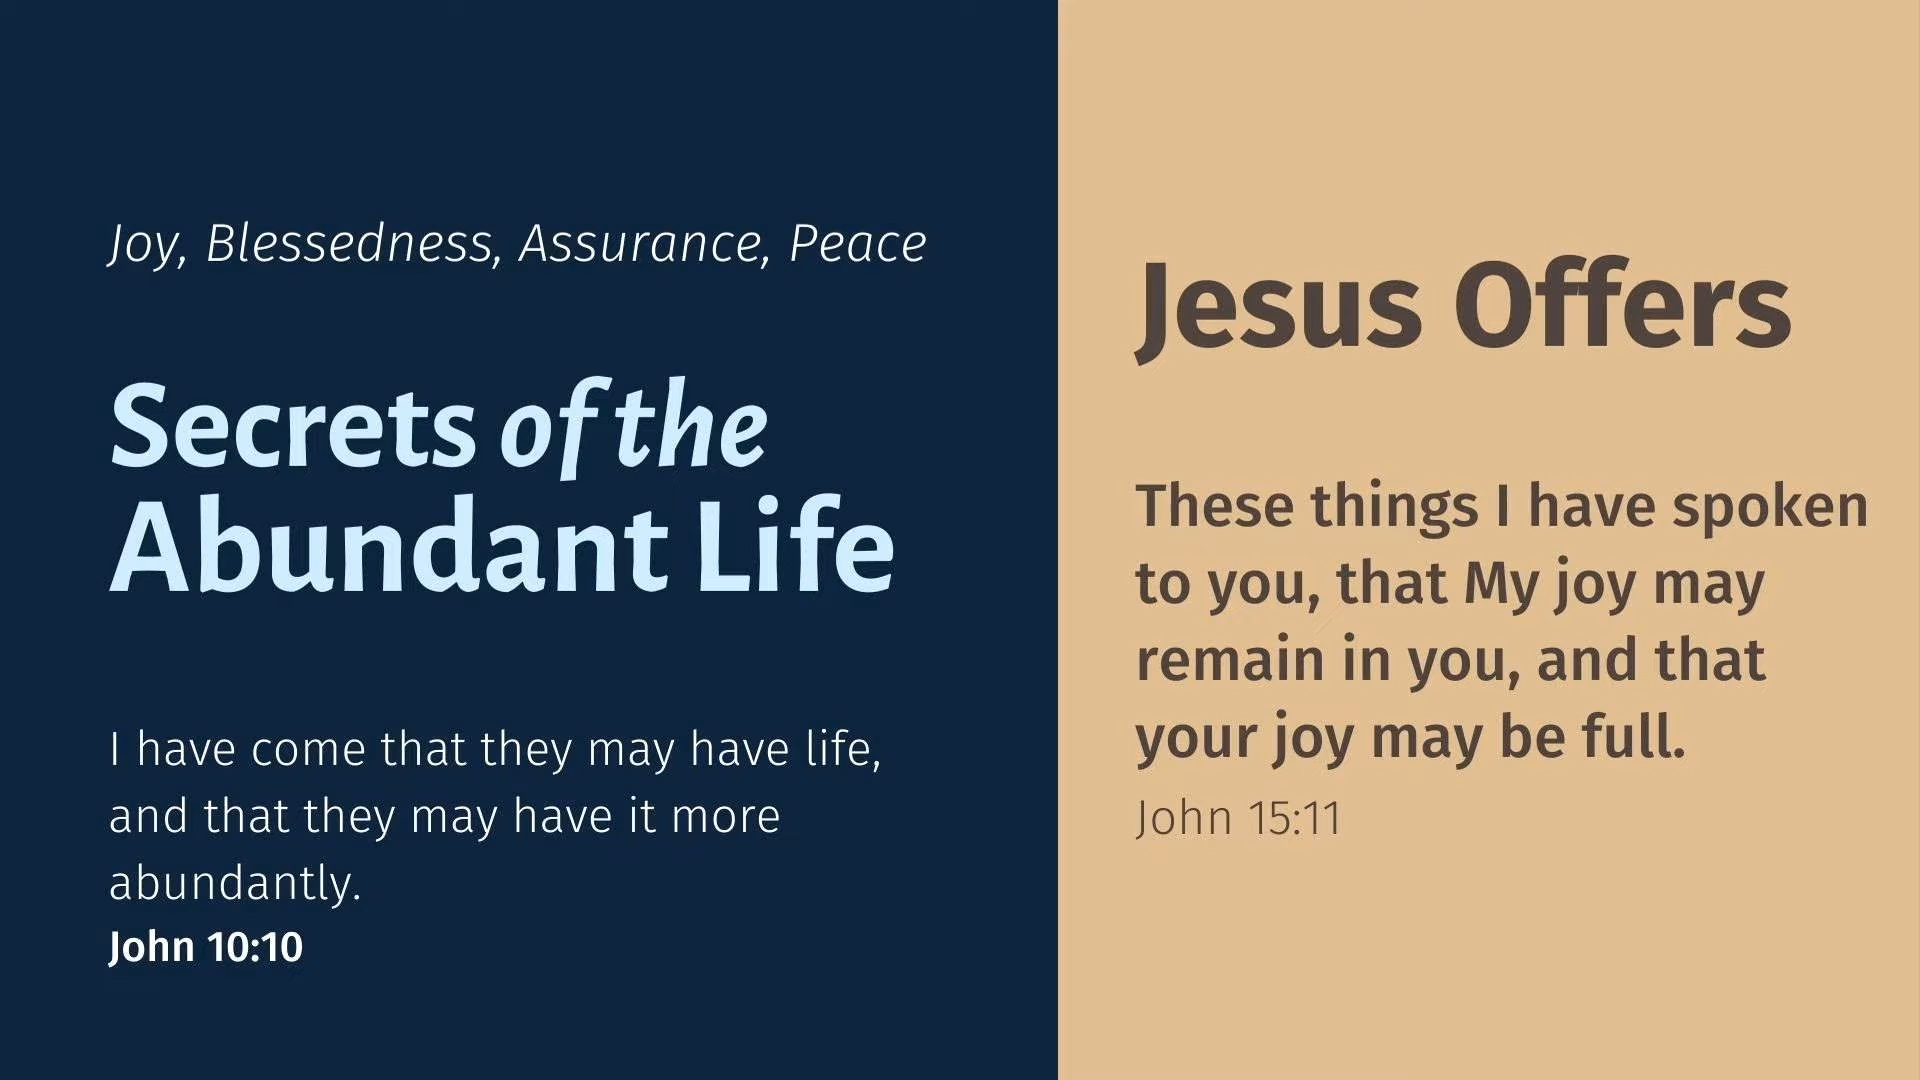 Joy, Blessedness, Assurance, Peace
Secrets of the
Abundant Life
I have come that they may have life,
and that they may have it more
abundantly.
John 10:10
Jesus Offers
These things I have spoken
to you, that My joy may
remain in you, and that
your joy may be full.
John 15:11